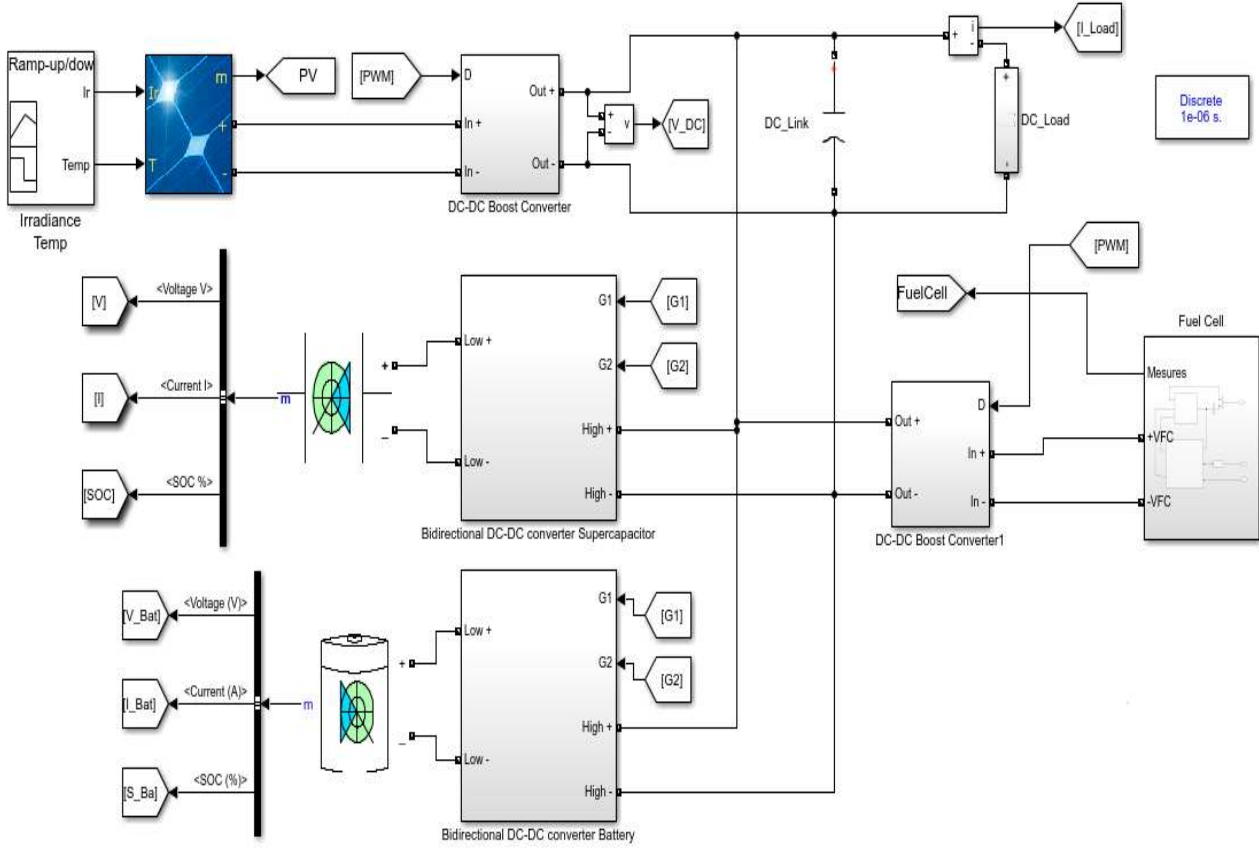 Ramp-up/dow
Ir
Temp
Irradiance
Temp
Ir
T
m
+
-
PV
[PWM]
D
In +
In -
Out +
Out -
DC-DC Boost Converter
+
-
v
[V_DC]
DC_Link
+
i
-
[I_Load]
+
-
DC_Load
Discrete
1e-06 s.
[V]
[I]
[SOC]
<Voltage V>
<Current I>
<SOC %>
m
+
_
Low +
Low -
G1
G2
High +
High -
[G1]
[G2]
Bidirectional DC-DC converter Supercapacitor
[PWM]
FuelCell
Fuel Cell
Mesures
+VFC
-VFC
D
Out +
In +
Out -
In -
DC-DC Boost Converter1
[V_Bat]
[I_Bat]
[S_Ba]
<Voltage (V)>
<Current (A)>
<SOC (%)>
m
+
_
Low +
Low -
G1
G2
High +
High -
[G1]
[G2]
Bidirectional DC-DC converter Battery